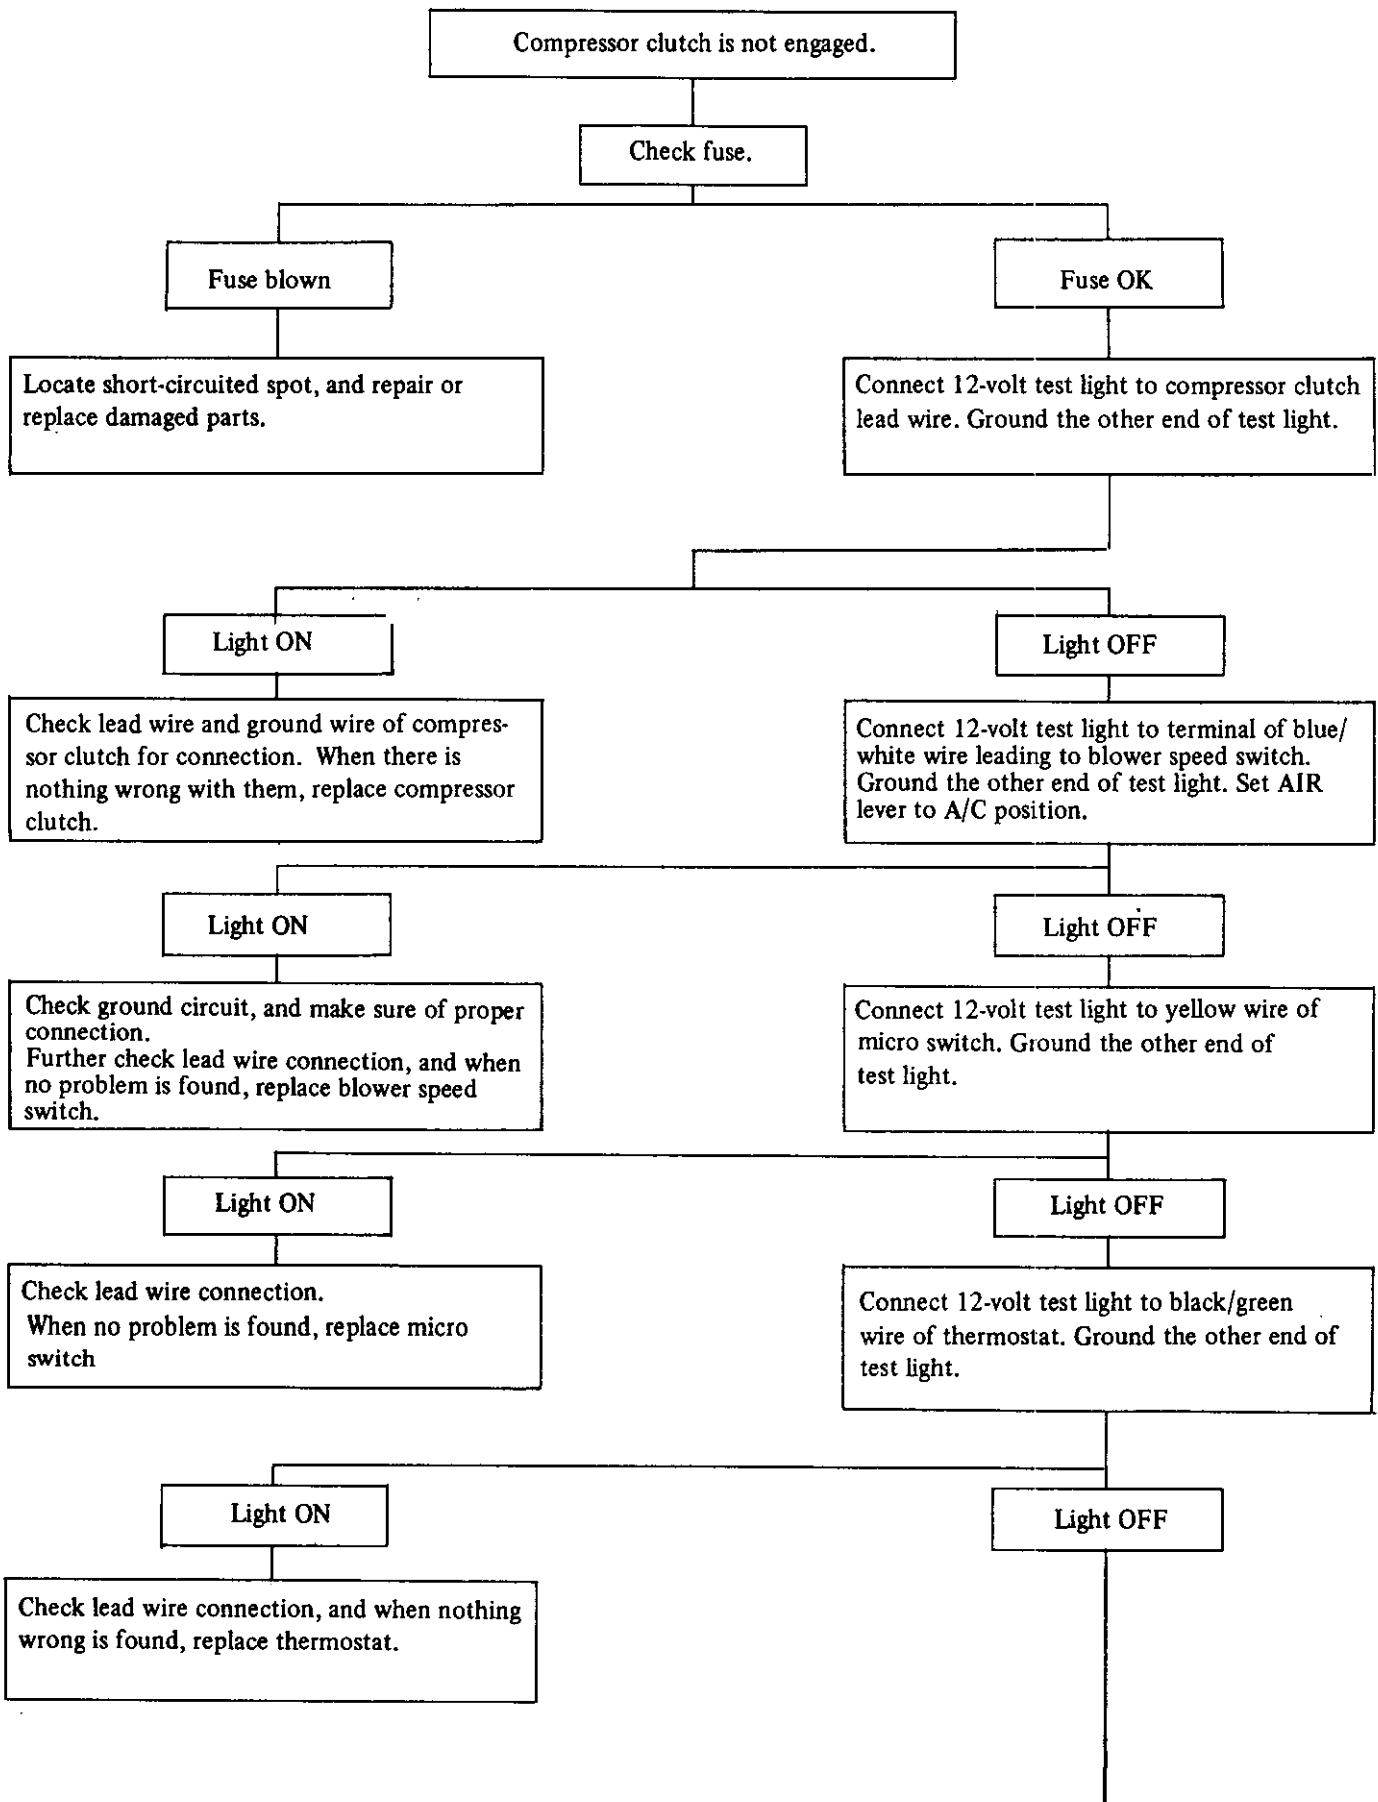 Compressor clutch is not engaged.
Check fuse.
Fuse blown
Fuse OK
Locate short-circuited spot, and repair or
replace damaged parts.
Connect 12-volt test light to compressor clutch
lead wire. Ground the other end of test light.
Light ON
Light OFF
Check lead wire and ground wire of compres-
sor clutch for connection. When there is
nothing wrong with them, replace compressor
clutch.
Connect 12-volt test light to terminal of blue/
white wire leading to blower speed switch.
Ground the other end of test light. Set AIR
lever to A/C position.
Light ON
Light OFF
Check ground circuit, and make sure of proper
connection.
Further check lead wire connection, and when
no problem is found, replace blower speed
switch.
Connect 12-volt test light to yellow wire of
micro switch. Ground the other end of
test light.
Light ON
Light OFF
Check lead wire connection.
When no problem is found, replace micro
switch
Connect 12-volt test light to black/green
wire of thermostat. Ground the other end of
test light.
Light ON
Light OFF
Check lead wire connection, and when nothing
wrong is found, replace thermostat.